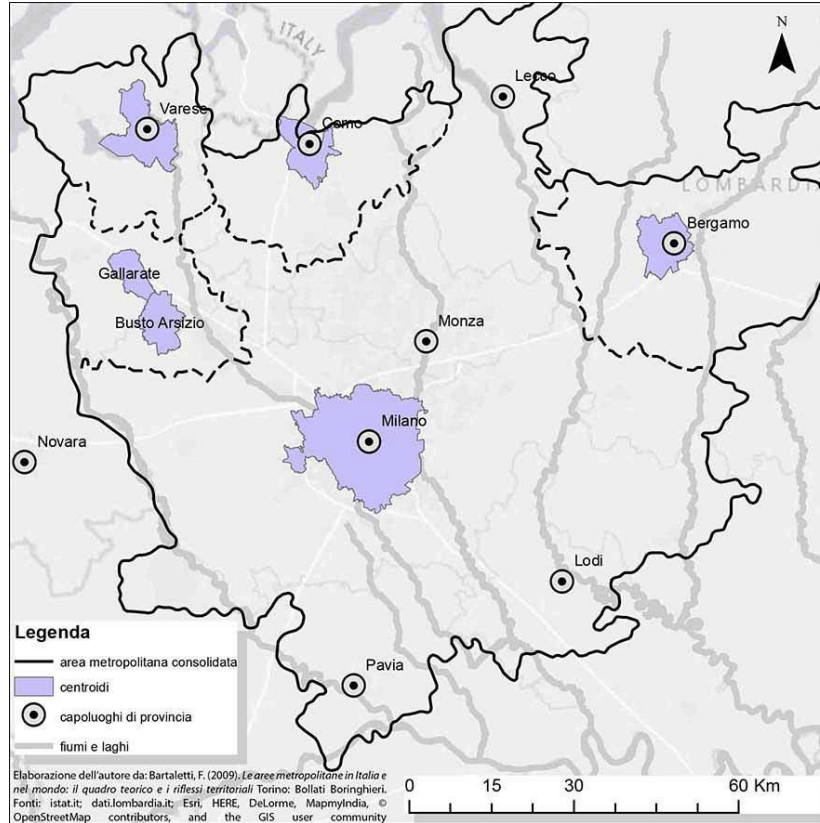 ITALY
N
Lecco
Varese
Como
LOMBARDIA
Bergamo
Gallarate
Busto Arsizio
Monza
Milano
Novara
Lodi
Pavia
Legenda
area metropolitana consolidata
centroidi
capoluoghi di provincia
fiumi e laghi
Elaborazione dell'autore da: Bartaletti, F. (2009). Le aree metropolitane in Italia e
nel mondo: il quadro teorico e i riflessi territoriali Torino: Bollati Boringhieri.
Fonti: istat.it; dati.lombardia.it; Esri, HERE, DeLorme, MapmyIndia, ©
OpenStreetMap contributors, and the GIS user community
0 15 30 60 Km